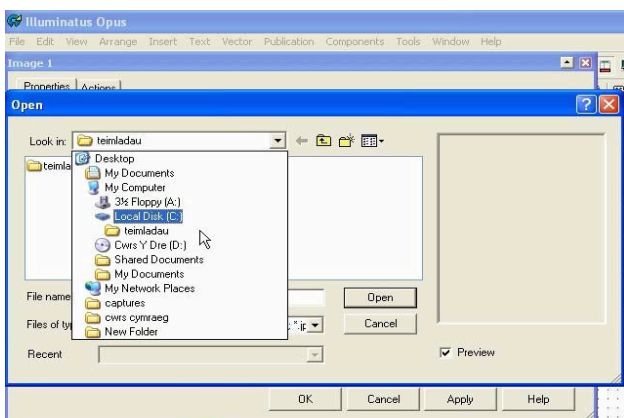 Illuminatus Opus
File Edit View Arrange Insert Text Vector Publication Components Tools Window Help
Image 1
Properties Actions
Open
Look in: teimladau
teimla
Desktop
My Documents
My Computer
3½ Floppy (A:)
Local Disk (C:)
teimladau
Cwrs Y Dre (D:)
Shared Documents
My Documents
My Network Places
captures
cwrs cymraeg
New Folder
File name
Open
Files of ty
Cancel
Recent
Preview
OK Cancel Apply Help